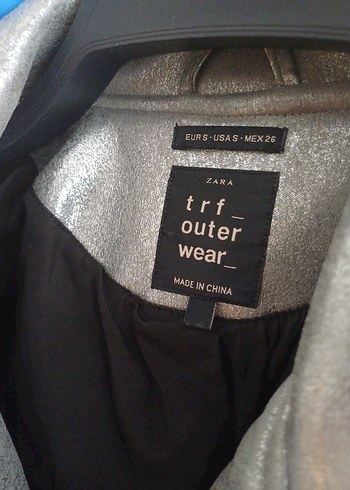 EUR S · USA S · MEX 26
ZARA
trf_
outer
wear_
MADE IN CHINA